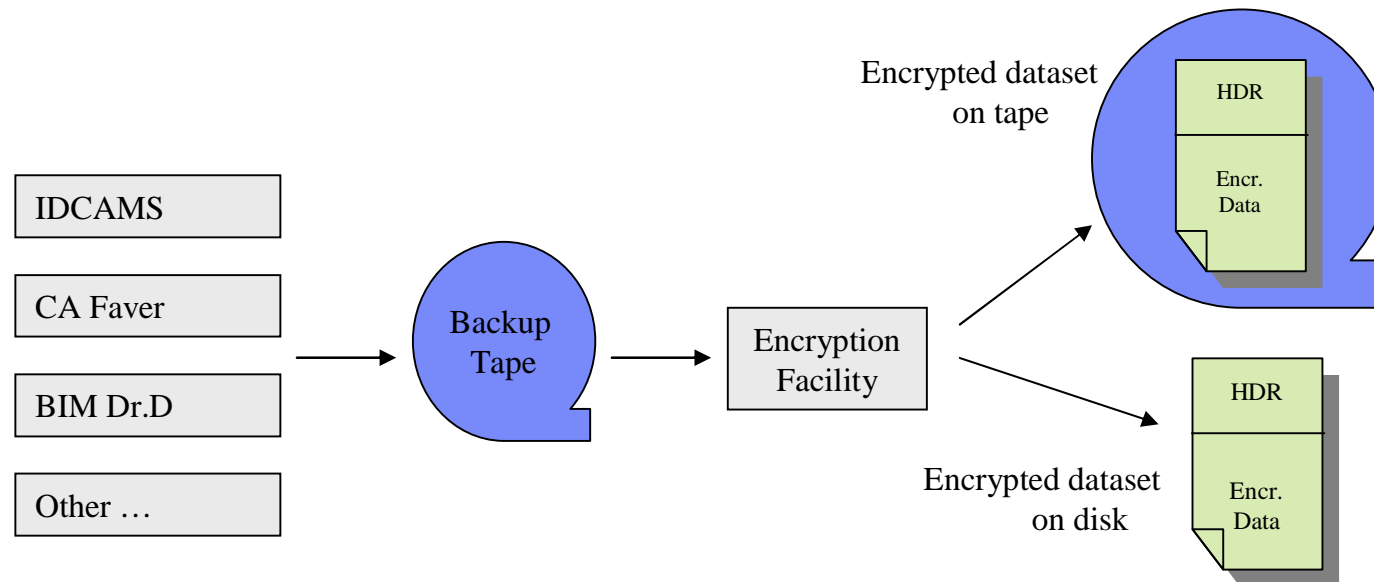 IDCAMS
CA Faver
BIM Dr.D
Other …
Backup
Tape
Encryption
Facility
Encrypted dataset
on tape
HDR
Encr.
Data
Encrypted dataset
on disk
HDR
Encr.
Data